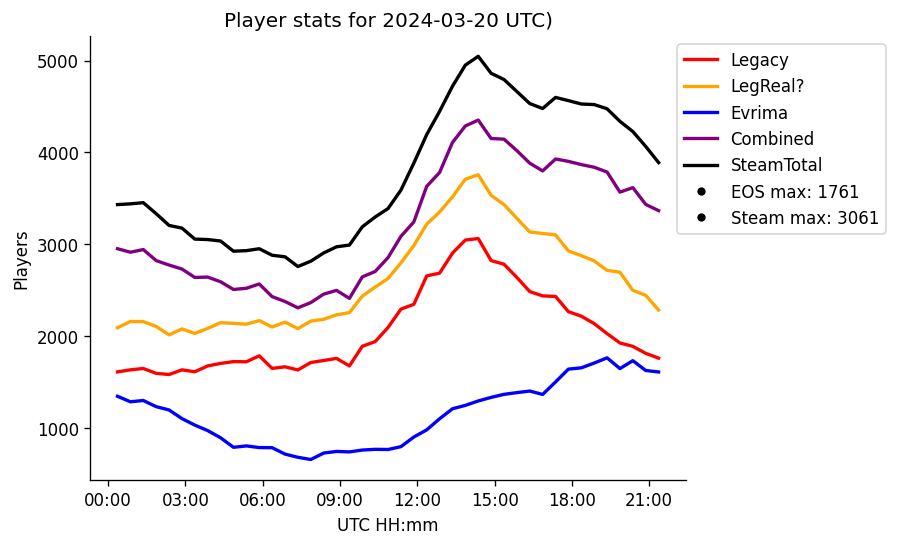 Player stats for 2024-03-20 UTC)
5000
4000
3000
2000
1000
Players
00:00 03:00 06:00 09:00 12:00 15:00 18:00 21:00
UTC HH:mm
Legacy
LegReal?
Evrima
Combined
SteamTotal
EOS max: 1761
Steam max: 3061